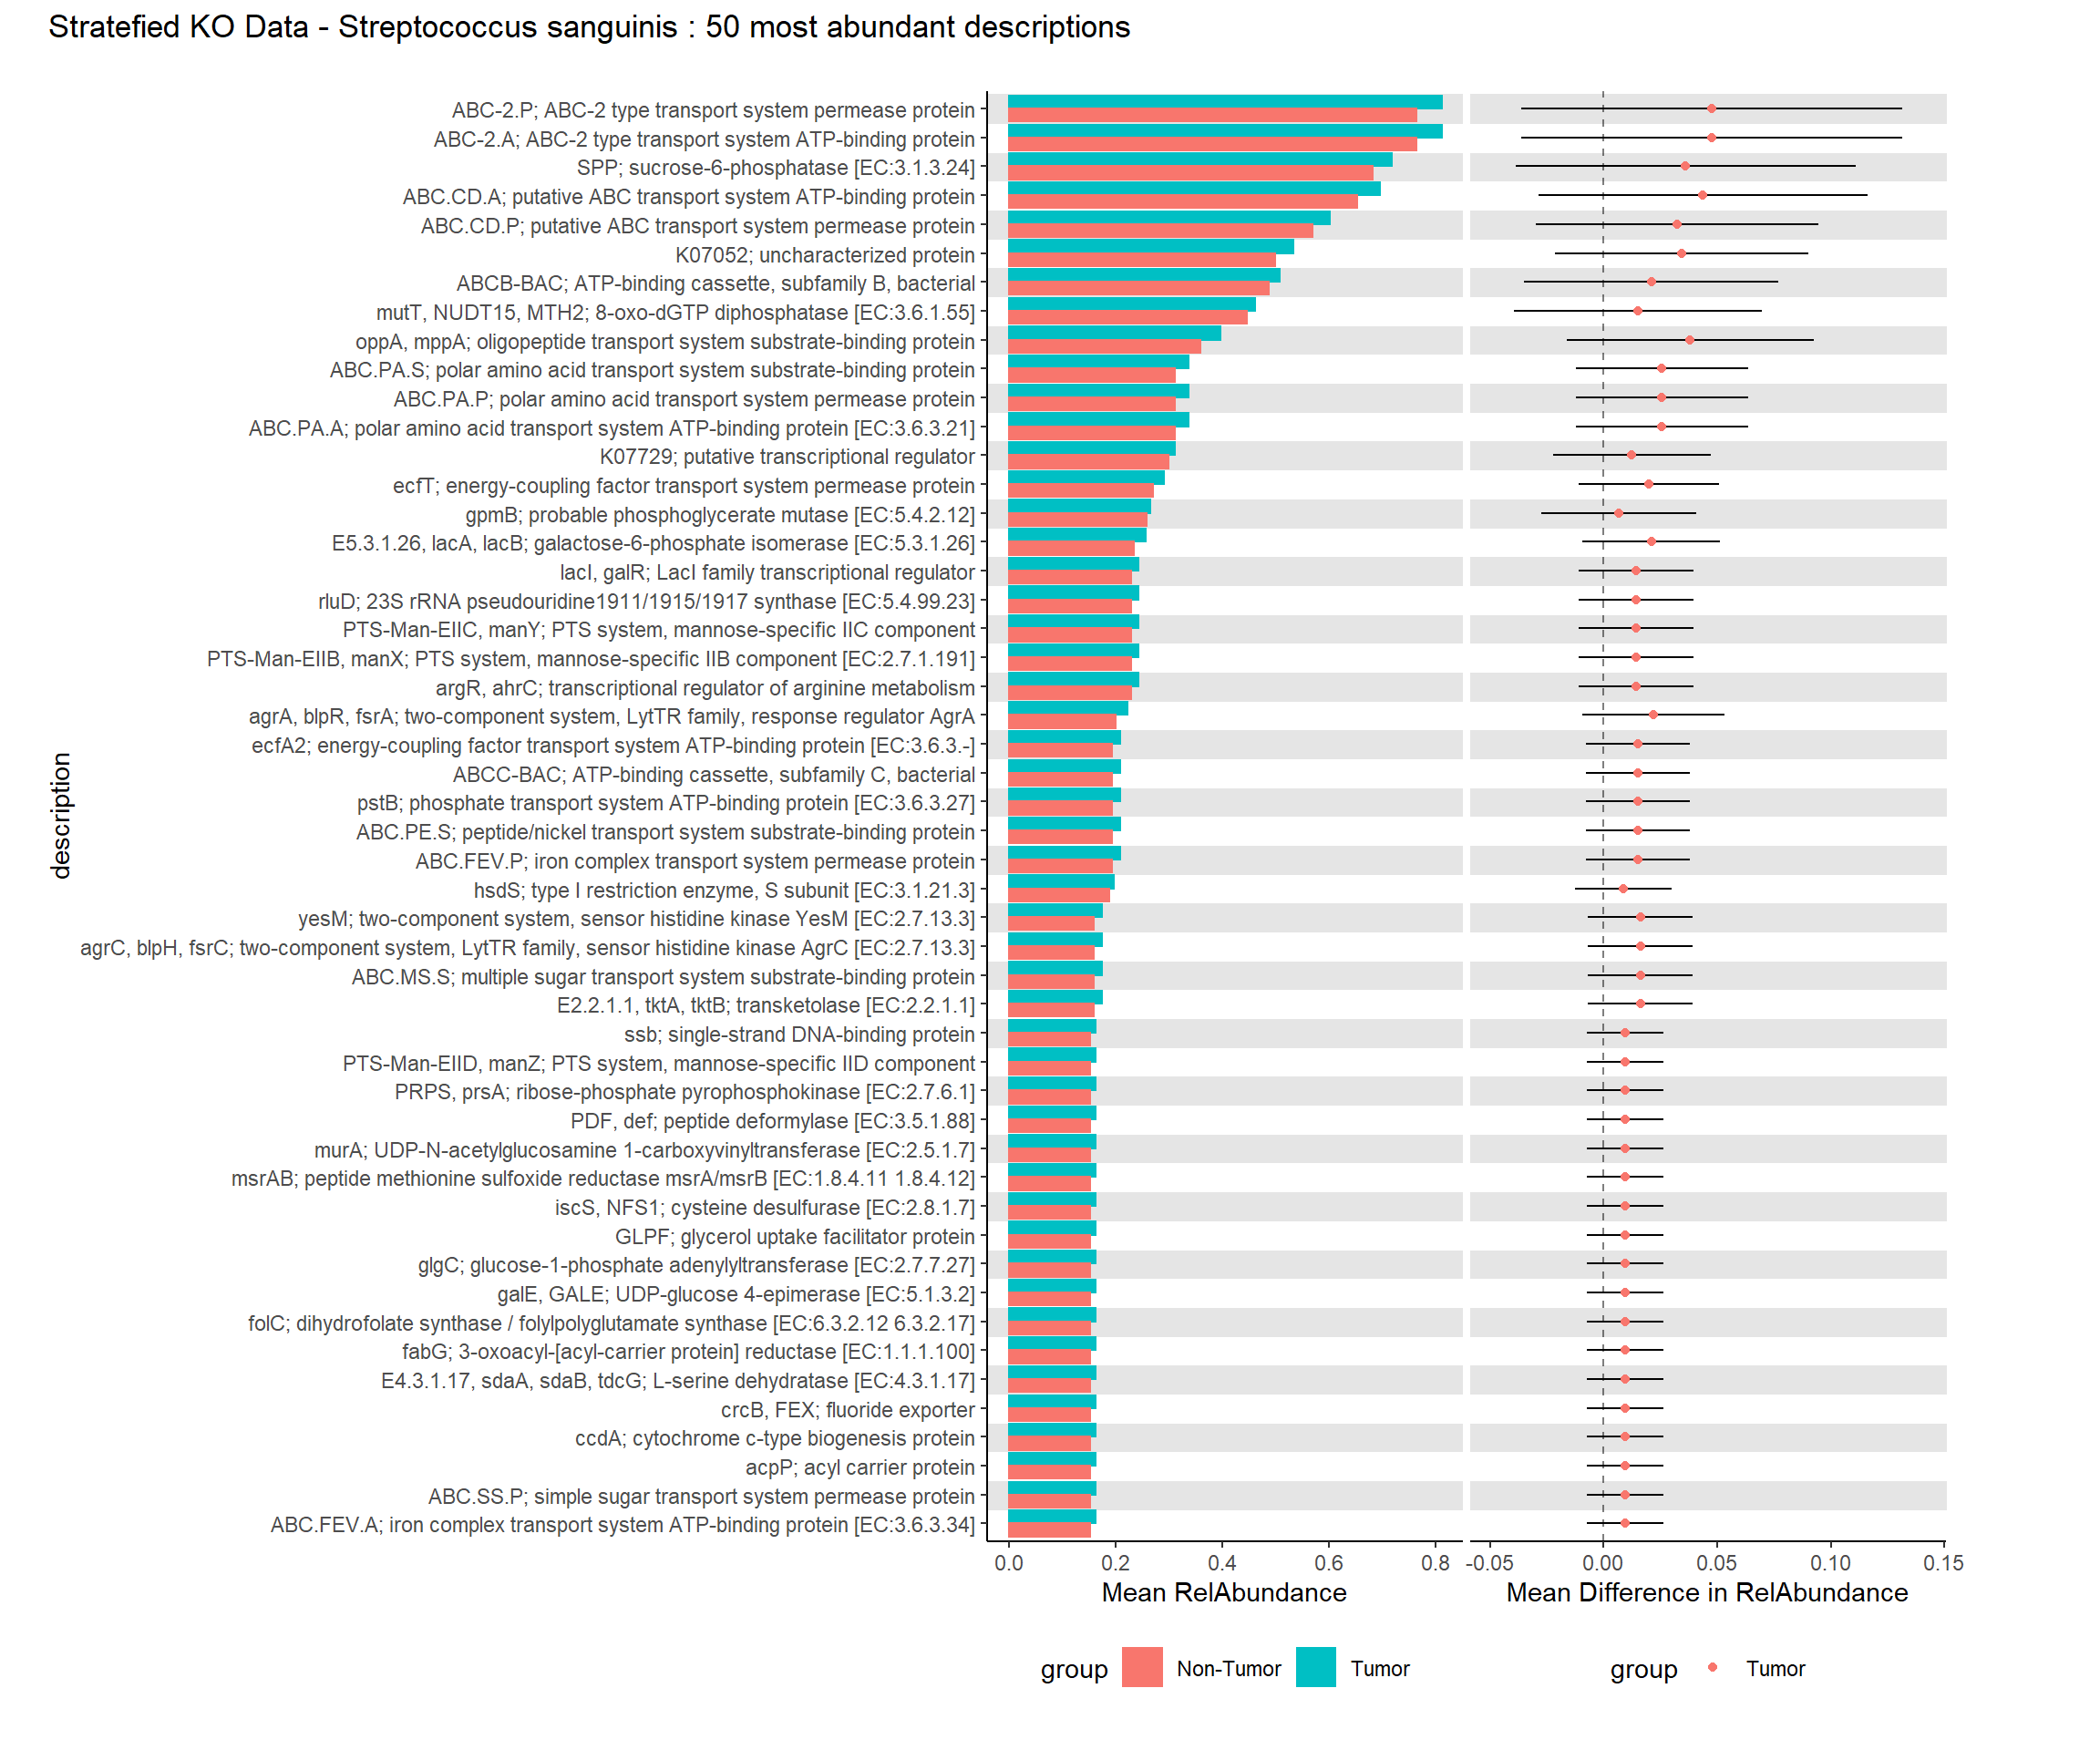 Stratefied KO Data - Streptococcus sanguinis : 50 most abundant descriptions
description
ABC-2.P; ABC-2 type transport system permease protein
ABC-2.A; ABC-2 type transport system ATP-binding protein
SPP; sucrose-6-phosphatase [EC:3.1.3.24]
ABC.CD.A; putative ABC transport system ATP-binding protein
ABC.CD.P; putative ABC transport system permease protein
K07052; uncharacterized protein
ABCB-BAC; ATP-binding cassette, subfamily B, bacterial
mutT, NUDT15, MTH2; 8-oxo-dGTP diphosphatase [EC:3.6.1.55]
oppA, mppA; oligopeptide transport system substrate-binding protein
ABC.PA.S; polar amino acid transport system substrate-binding protein
ABC.PA.P; polar amino acid transport system permease protein
ABC.PA.A; polar amino acid transport system ATP-binding protein [EC:3.6.3.21]
K07729; putative transcriptional regulator
ecfT; energy-coupling factor transport system permease protein
gpmB; probable phosphoglycerate mutase [EC:5.4.2.12]
E5.3.1.26, lacA, lacB; galactose-6-phosphate isomerase [EC:5.3.1.26]
lacI, galR; LacI family transcriptional regulator
rluD; 23S rRNA pseudouridine1911/1915/1917 synthase [EC:5.4.99.23]
PTS-Man-EIIC, manY; PTS system, mannose-specific IIC component
PTS-Man-EIIB, manX; PTS system, mannose-specific IIB component [EC:2.7.1.191]
argR, ahrC; transcriptional regulator of arginine metabolism
agrA, blpR, fsrA; two-component system, LytTR family, response regulator AgrA
ecfA2; energy-coupling factor transport system ATP-binding protein [EC:3.6.3.-]
ABCC-BAC; ATP-binding cassette, subfamily C, bacterial
pstB; phosphate transport system ATP-binding protein [EC:3.6.3.27]
ABC.PE.S; peptide/nickel transport system substrate-binding protein
ABC.FEV.P; iron complex transport system permease protein
hsdS; type I restriction enzyme, S subunit [EC:3.1.21.3]
yesM; two-component system, sensor histidine kinase YesM [EC:2.7.13.3]
agrC, blpH, fsrC; two-component system, LytTR family, sensor histidine kinase AgrC [EC:2.7.13.3]
ABC.MS.S; multiple sugar transport system substrate-binding protein
E2.2.1.1, tktA, tktB; transketolase [EC:2.2.1.1]
ssb; single-strand DNA-binding protein
PTS-Man-EIID, manZ; PTS system, mannose-specific IID component
PRPS, prsA; ribose-phosphate pyrophosphokinase [EC:2.7.6.1]
PDF, def; peptide deformylase [EC:3.5.1.88]
murA; UDP-N-acetylglucosamine 1-carboxyvinyltransferase [EC:2.5.1.7]
msrAB; peptide methionine sulfoxide reductase msrA/msrB [EC:1.8.4.11 1.8.4.12]
iscS, NFS1; cysteine desulfurase [EC:2.8.1.7]
GLPF; glycerol uptake facilitator protein
glgC; glucose-1-phosphate adenylyltransferase [EC:2.7.7.27]
galE, GALE; UDP-glucose 4-epimerase [EC:5.1.3.2]
folC; dihydrofolate synthase / folylpolyglutamate synthase [EC:6.3.2.12 6.3.2.17]
fabG; 3-oxoacyl-[acyl-carrier protein] reductase [EC:1.1.1.100]
E4.3.1.17, sdaA, sdaB, tdcG; L-serine dehydratase [EC:4.3.1.17]
crcB, FEX; fluoride exporter
ccdA; cytochrome c-type biogenesis protein
acpP; acyl carrier protein
ABC.SS.P; simple sugar transport system permease protein
ABC.FEV.A; iron complex transport system ATP-binding protein [EC:3.6.3.34]
0.0 0.2 0.4 0.6 0.8 -0.05 0.00 0.05 0.10 0.15
Mean RelAbundance Mean Difference in RelAbundance
group Non-Tumor Tumor group Tumor